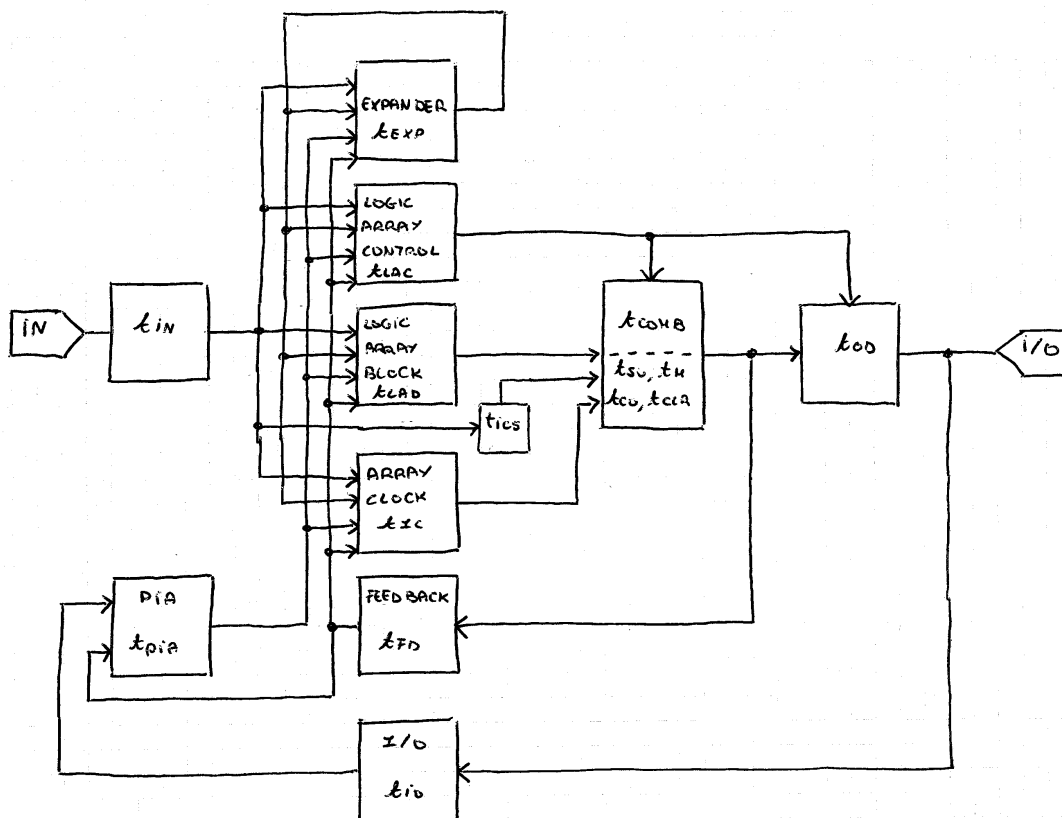 EXPANDER
tEXP
LOGIC
ARRAY
CONTROL
tLAC
iN
tiN
LOGIC
ARRAY
BLOCK
tLAD
tics
tCOMB
tSU, tH
tCU, tCLR
tOD
i/O
ARRAY
CLOCK
tIC
PiA
tPiA
FEEDBACK
tFD
I/O
tio